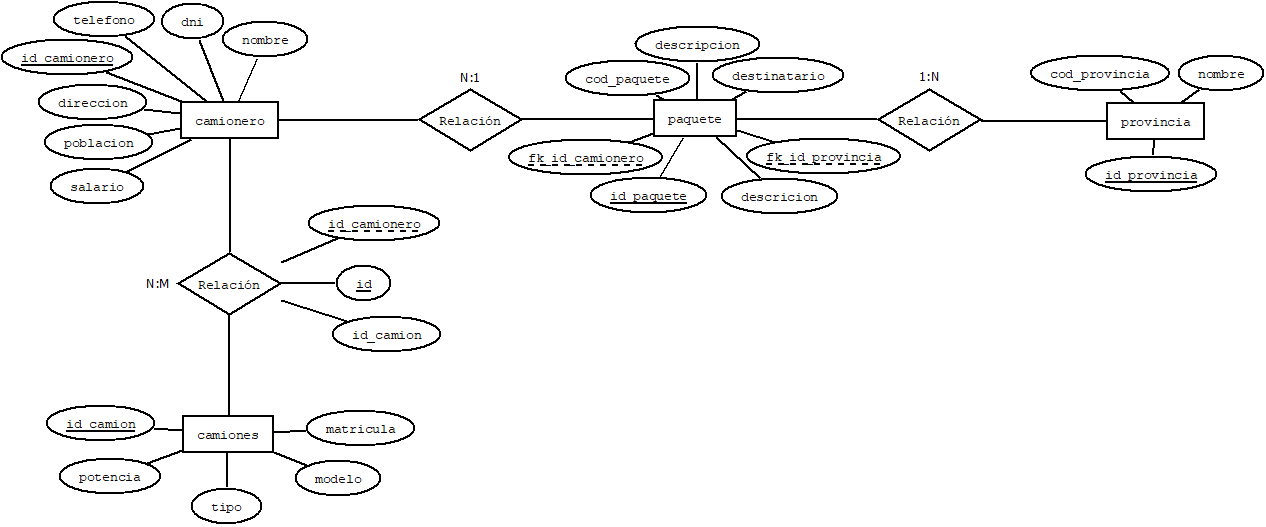 telefono
dni
nombre
id_camionero
direccion
poblacion
salario
camionero
N:1
Relación
descripcion
cod_paquete
destinatario
paquete
fk_id_camionero
fk_id_provincia
id_paquete
descricion
1:N
Relación
cod_provincia
nombre
provincia
id_provincia
id_camionero
N:M
Relación
id
id_camion
id_camion
camiones
matricula
potencia
modelo
tipo